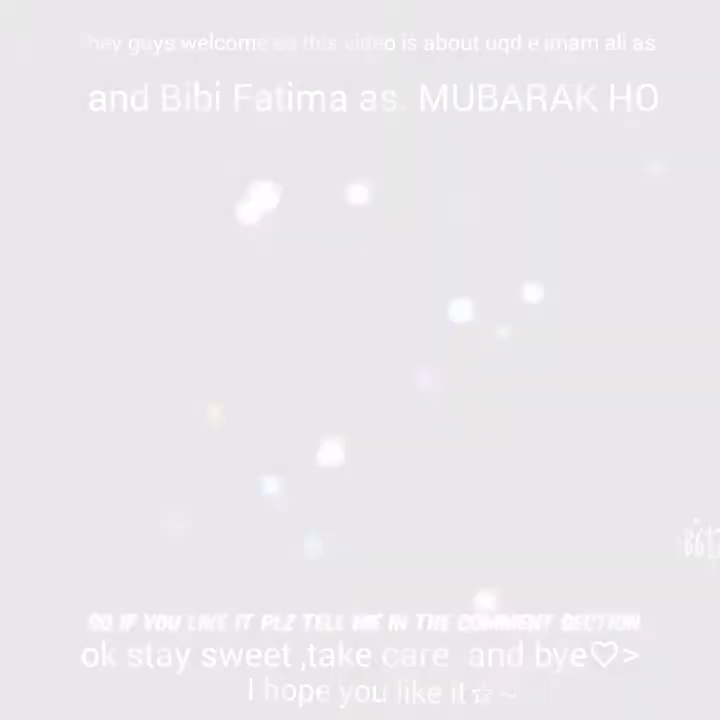 hey guys welcome so this video is about uqd e imam ali as
and Bibi Fatima as. MUBARAK HO
SO IF YOU LIKE IT PLZ TELL ME IN THE COMMENT SECTION
ok stay sweet ,take care and bye♡>
I hope you like it☆~